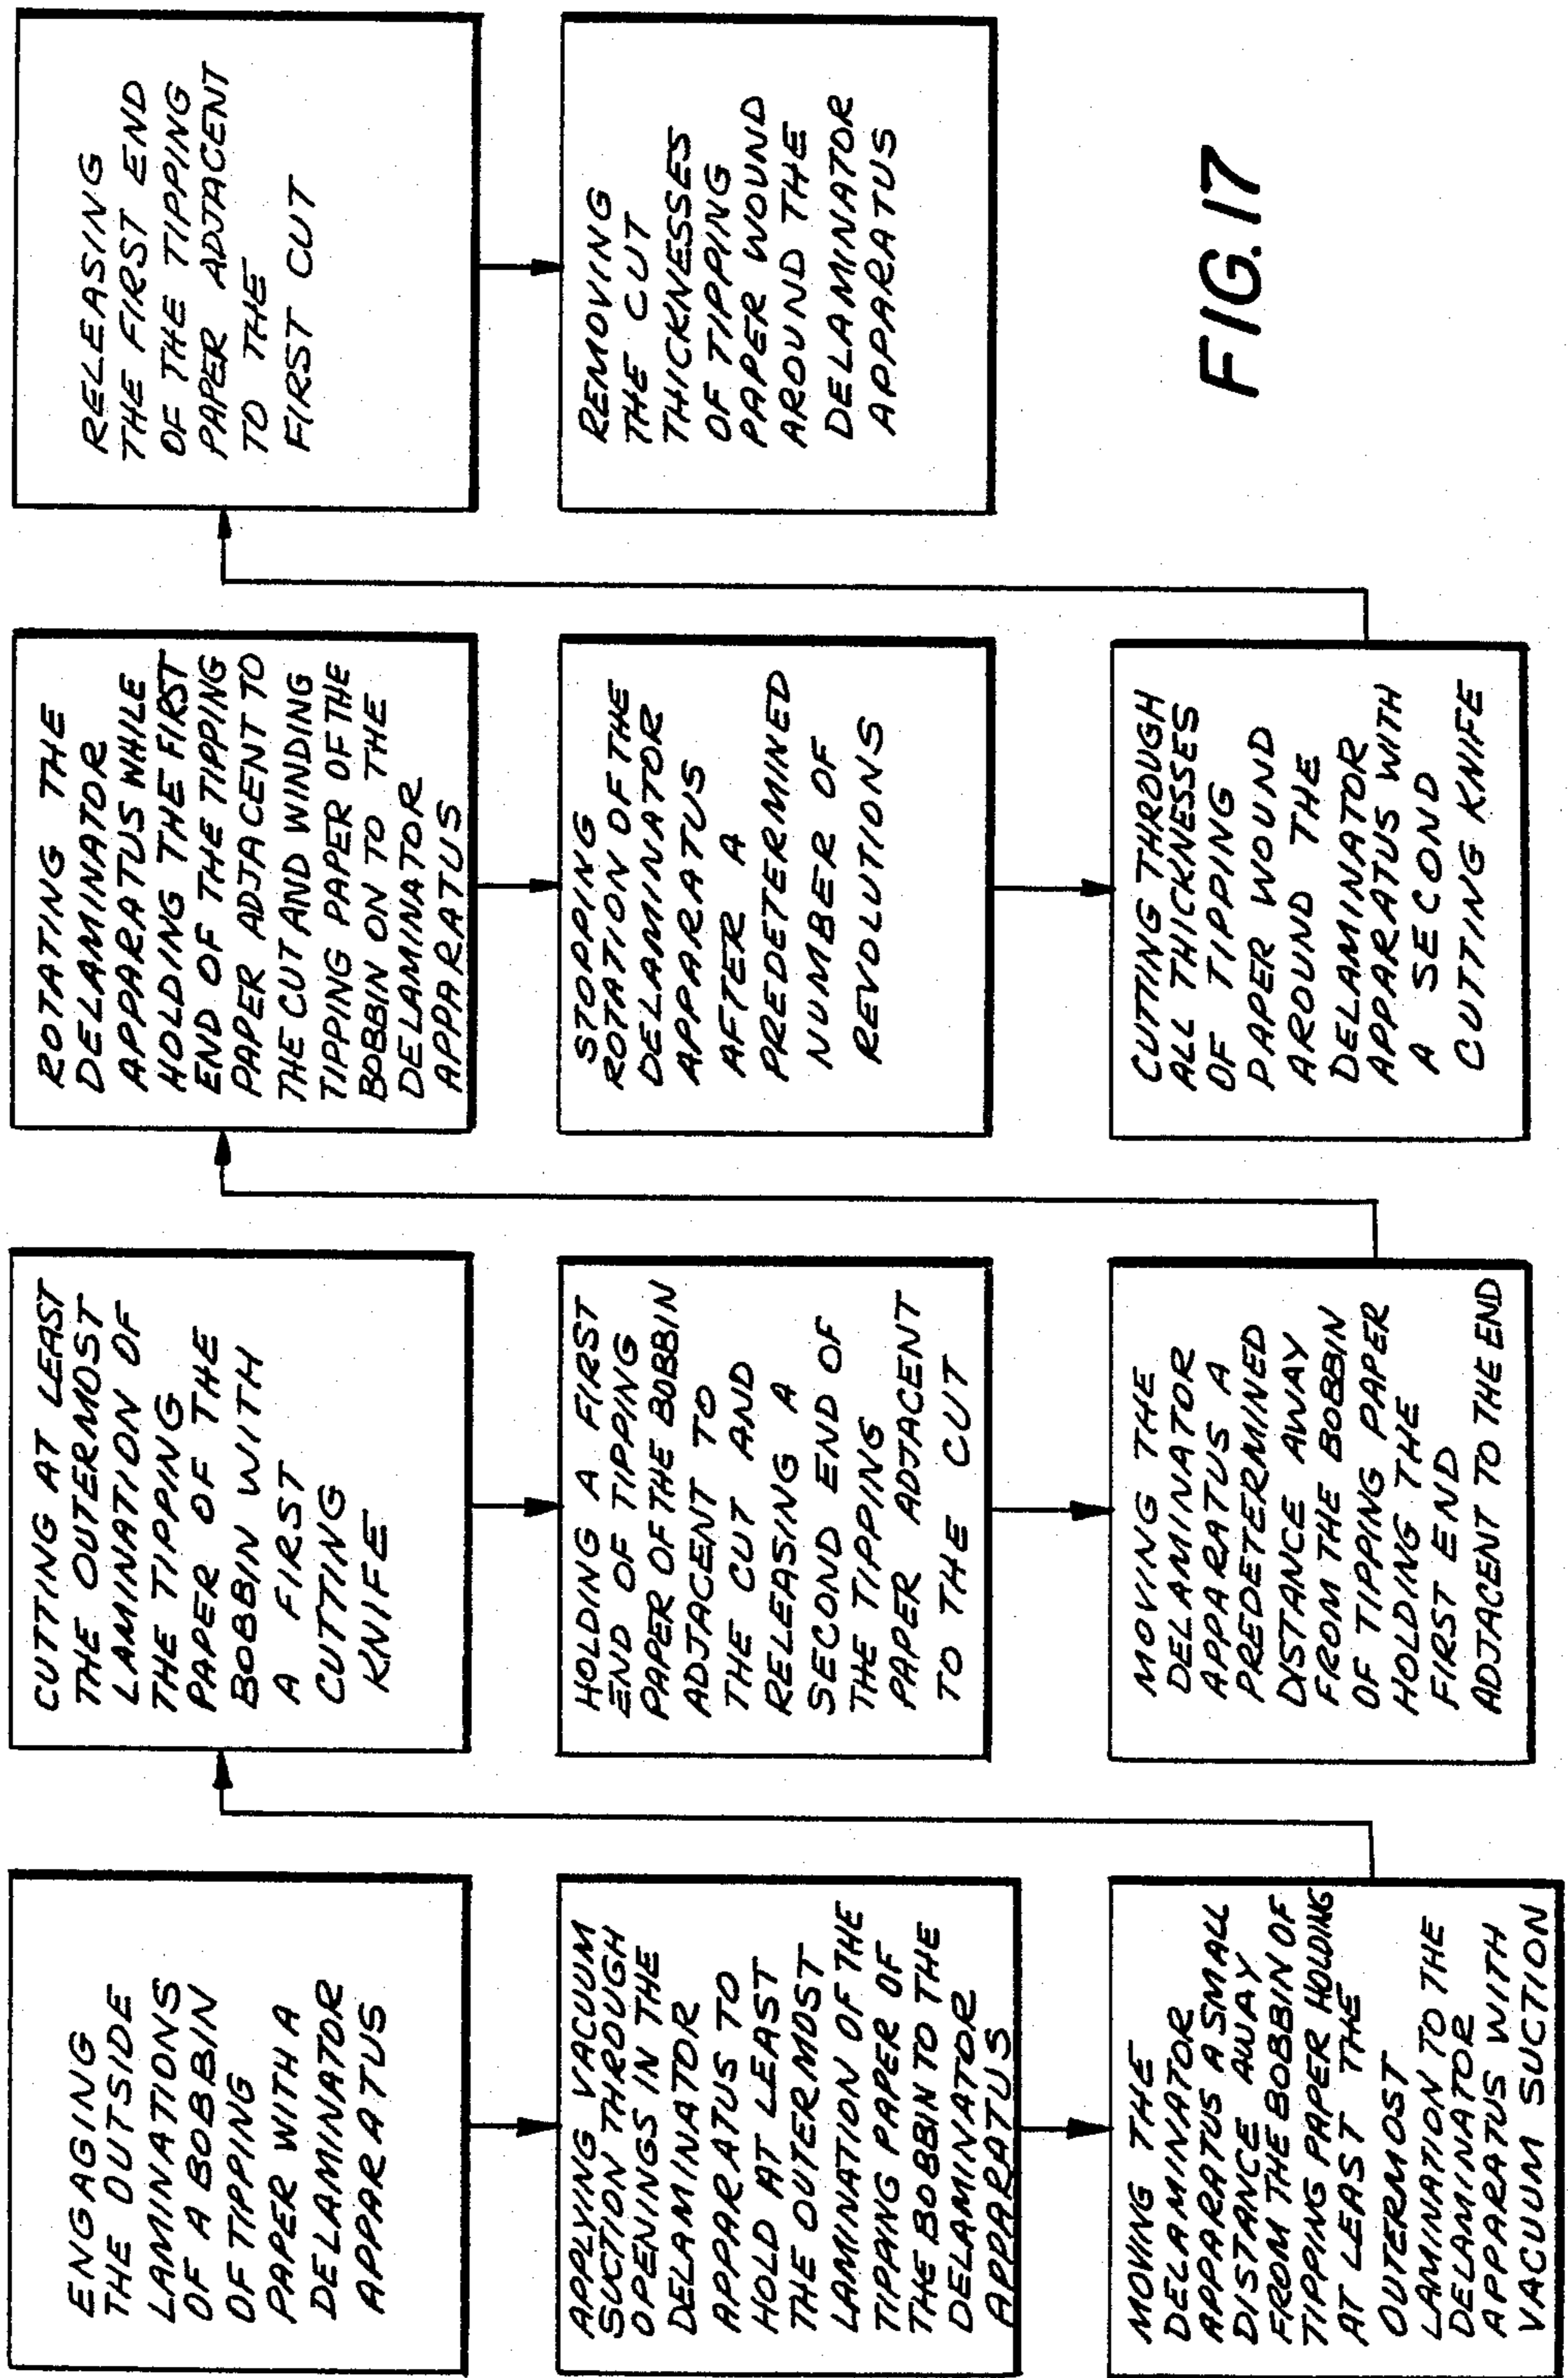 ENGAGING
THE OUTSIDE
LAMINATIONS
OF A BOBBIN
OF TIPPING
PAPER WITH A
DELAMINATOR
APPARATUS
APPLYING VACUUM
SUCTION THROUGH
OPENINGS IN THE
DELAMINATOR
APPARATUS TO
HOLD AT LEAST
THE OUTERMOST
LAMINATION OF THE
TIPPING PAPER OF
THE BOBBIN TO THE
DELAMINATOR
APPARATUS
MOVING THE
DELAMINATOR
APPARATUS A SMALL
DISTANCE AWAY
FROM THE BOBBIN OF
TIPPING PAPER HOLDING
AT LEAST THE
OUTERMOST
LAMINATION TO THE
DELAMINATOR
APPARATUS WITH
VACUUM SUCTION
CUTTING AT LEAST
THE OUTERMOST
LAMINATION OF
THE TIPPING
PAPER OF THE
BOBBIN WITH
A FIRST
CUTTING
KNIFE
HOLDING A FIRST
END OF TIPPING
PAPER OF THE BOBBIN
ADJACENT TO
THE CUT AND
RELEASING A
SECOND END OF
THE TIPPING
PAPER ADJACENT
TO THE CUT
MOVING THE
DELAMINATOR
APPARATUS A
PREDETERMINED
DISTANCE AWAY
FROM THE BOBBIN
OF TIPPING PAPER
HOLDING THE
FIRST END
ADJACENT TO THE END
ROTATING THE
DELAMINATOR
APPARATUS WHILE
HOLDING THE FIRST
END OF THE TIPPING
PAPER ADJACENT TO
THE CUT AND WINDING
TIPPING PAPER OF THE
BOBBIN ON TO THE
DELAMINATOR
APPARATUS
STOPPING
ROTATION OF THE
DELAMINATOR
APPARATUS
AFTER A
PREDETERMINED
NUMBER OF
REVOLUTIONS
CUTTING THROUGH
ALL THICKNESSES
OF TIPPING
PAPER WOUND
AROUND THE
DELAMINATOR
APPARATUS WITH
A SECOND
CUTTING KNIFE
RELEASING
THE FIRST END
OF THE TIPPING
PAPER ADJACENT
TO THE
FIRST CUT
REMOVING
THE CUT
THICKNESSES
OF TIPPING
PAPER WOUND
AROUND THE
DELAMINATOR
APPARATUS
FIG.17